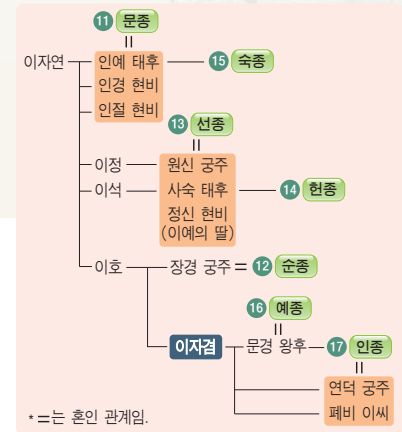 11 문종
이자연 인예 태후 15 숙종
인경 현비
인절 현비
13 선종
이정 원신 궁주
이석 사숙 태후 14 헌종
정신 현비
(이예의 딸)
이호 장경 궁주 = 12 순종
16 예종
이자겸 문경 왕후 17 인종
연덕 궁주
폐비 이씨
* =는 혼인 관계임.